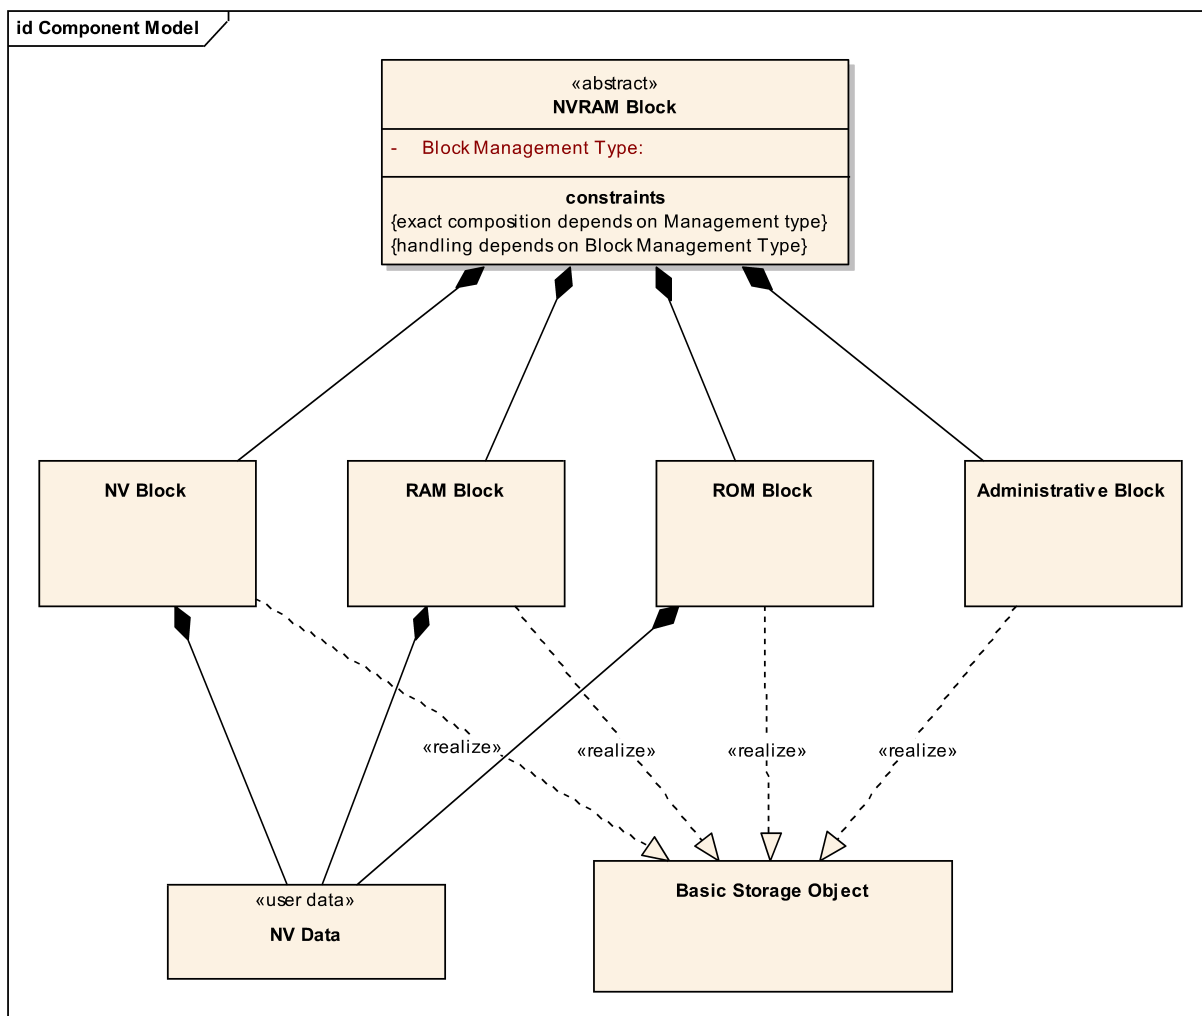 id Component Model
«abstract»
NVRAM Block
- Block Management Type:
constraints
{exact composition depends on Management type}
{handling depends on Block Management Type}
NV Block
RAM Block
ROM Block
Administrative Block
«realize»
«realize»
«realize»
«realize»
«user data»
NV Data
Basic Storage Object